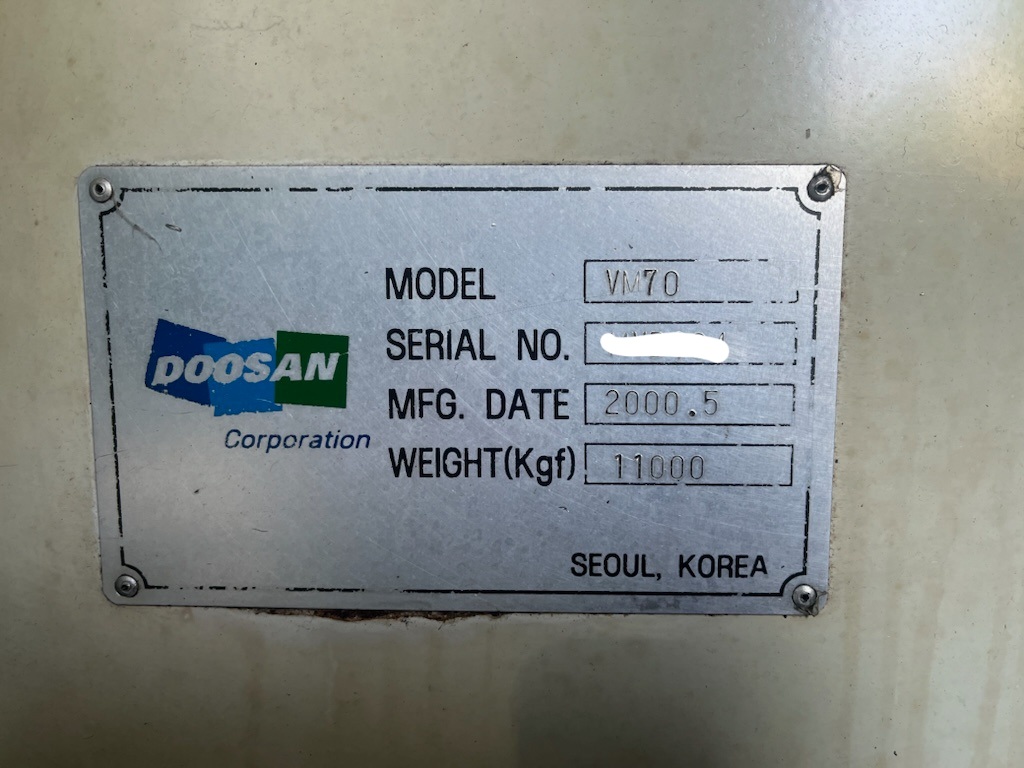 MODEL VM70
SERIAL NO.
DOOSAN
Corporation
MFG. DATE 2000.5
WEIGHT(Kgf) 11000
SEOUL, KOREA